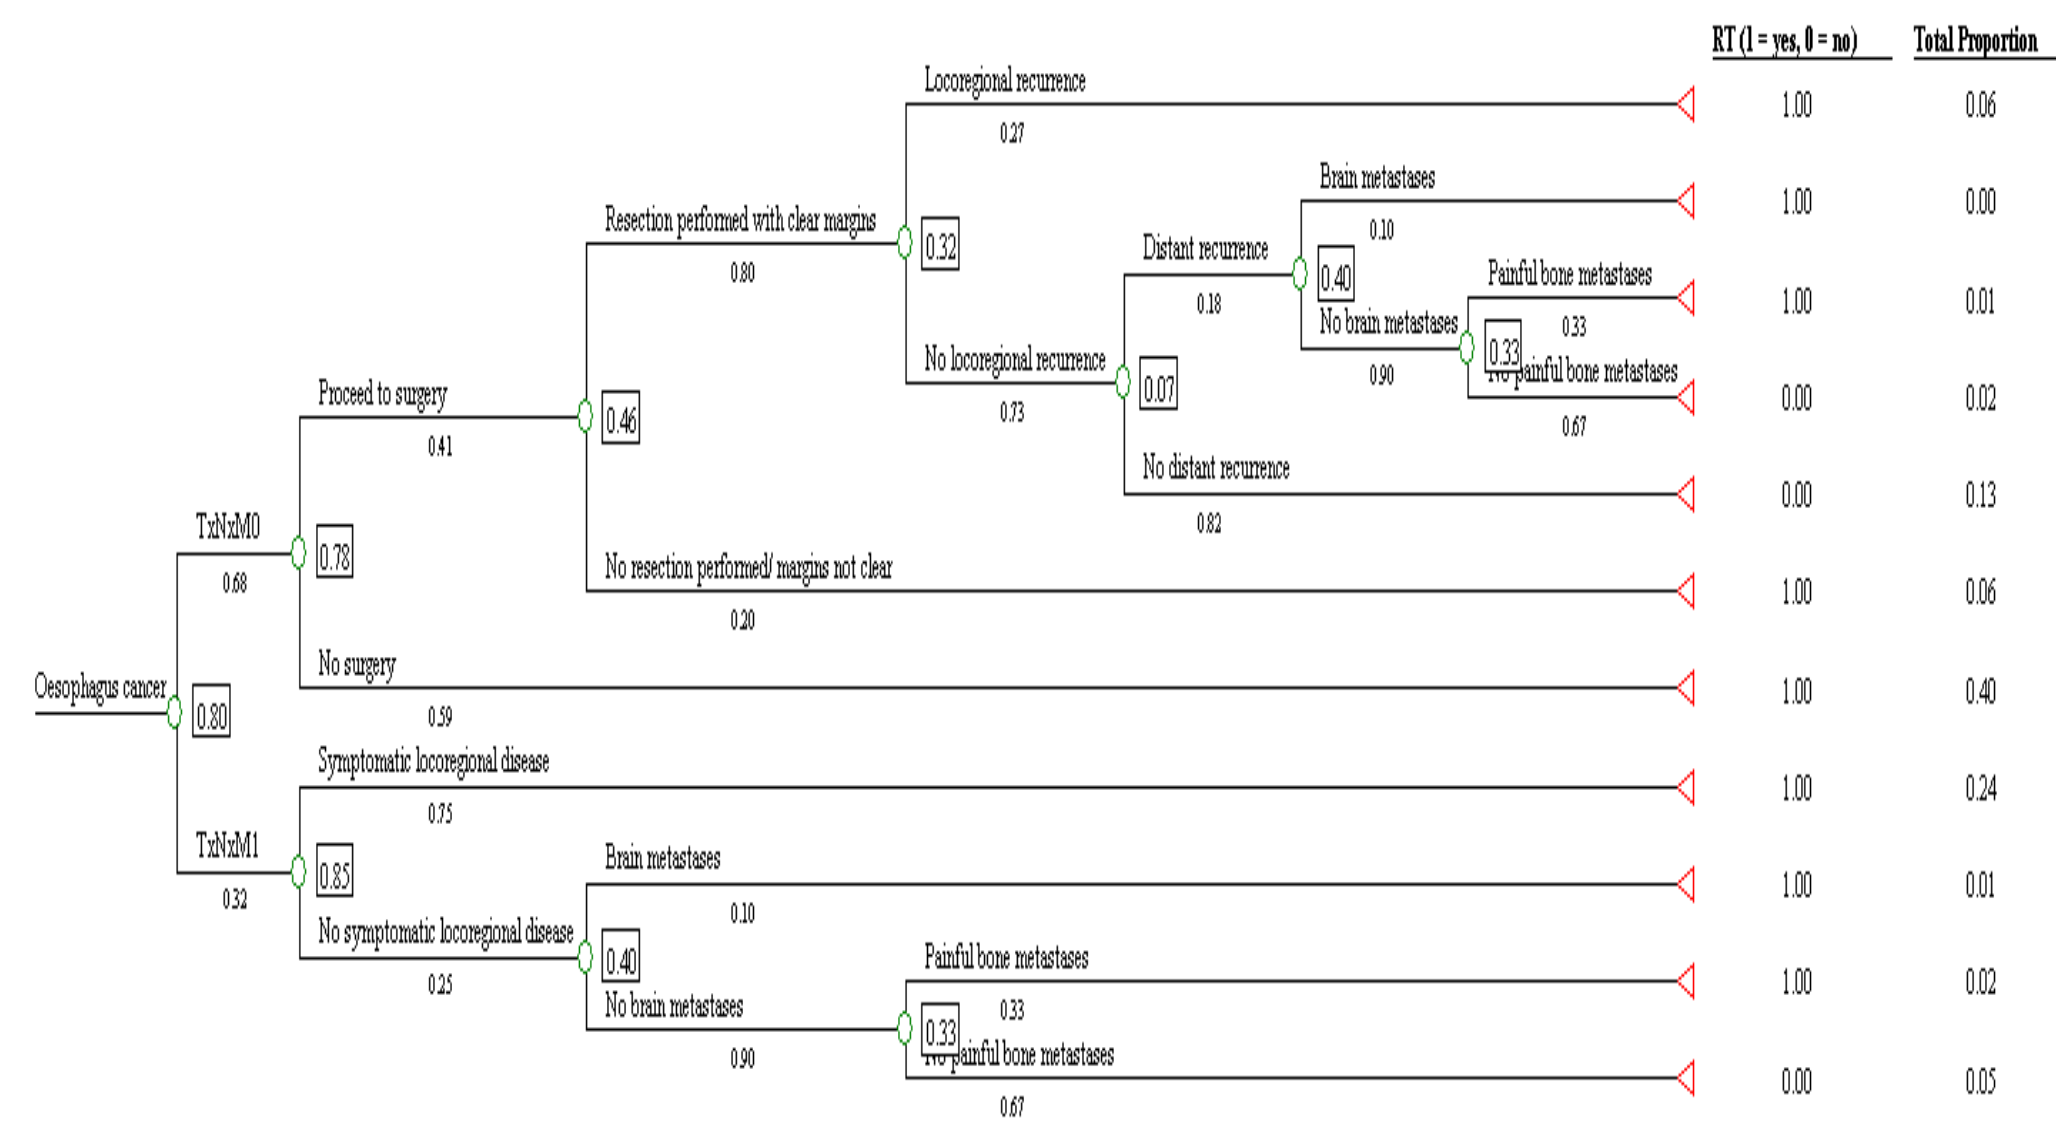 RT (1 = yes, 0 = no) Total Proportion
Locoregional recurrence
1.00 0.06
0.27
Brain metastases
1.00 0.00
0.10
Resection performed with clear margins
0.32
0.80
Distant recurrence
0.40
0.18
Painful bone metastases
1.00 0.01
0.33
No brain metastases
0.33
0.90
No painful bone metastases
0.00 0.02
0.67
No locoregional recurrence
0.07
0.73
Proceed to surgery
0.46
0.41
No distant recurrence
0.00 0.13
0.82
TxNxM0
0.78
0.68
No resection performed/ margins not clear
1.00 0.06
0.20
No surgery
1.00 0.40
0.59
Oesophagus cancer
0.80
Symptomatic locoregional disease
1.00 0.24
0.75
TxNxM1
0.85
0.32
Brain metastases
1.00 0.01
0.10
No symptomatic locoregional disease
0.40
0.25
Painful bone metastases
1.00 0.02
0.33
No brain metastases
0.33
0.90
No painful bone metastases
0.00 0.05
0.67